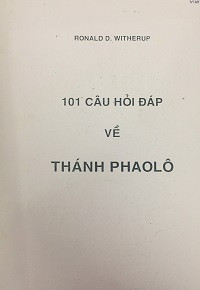 RONALD D. WITHERUP
101 CÂU HỎI ĐÁP
VỀ
THÁNH PHAOLÔ